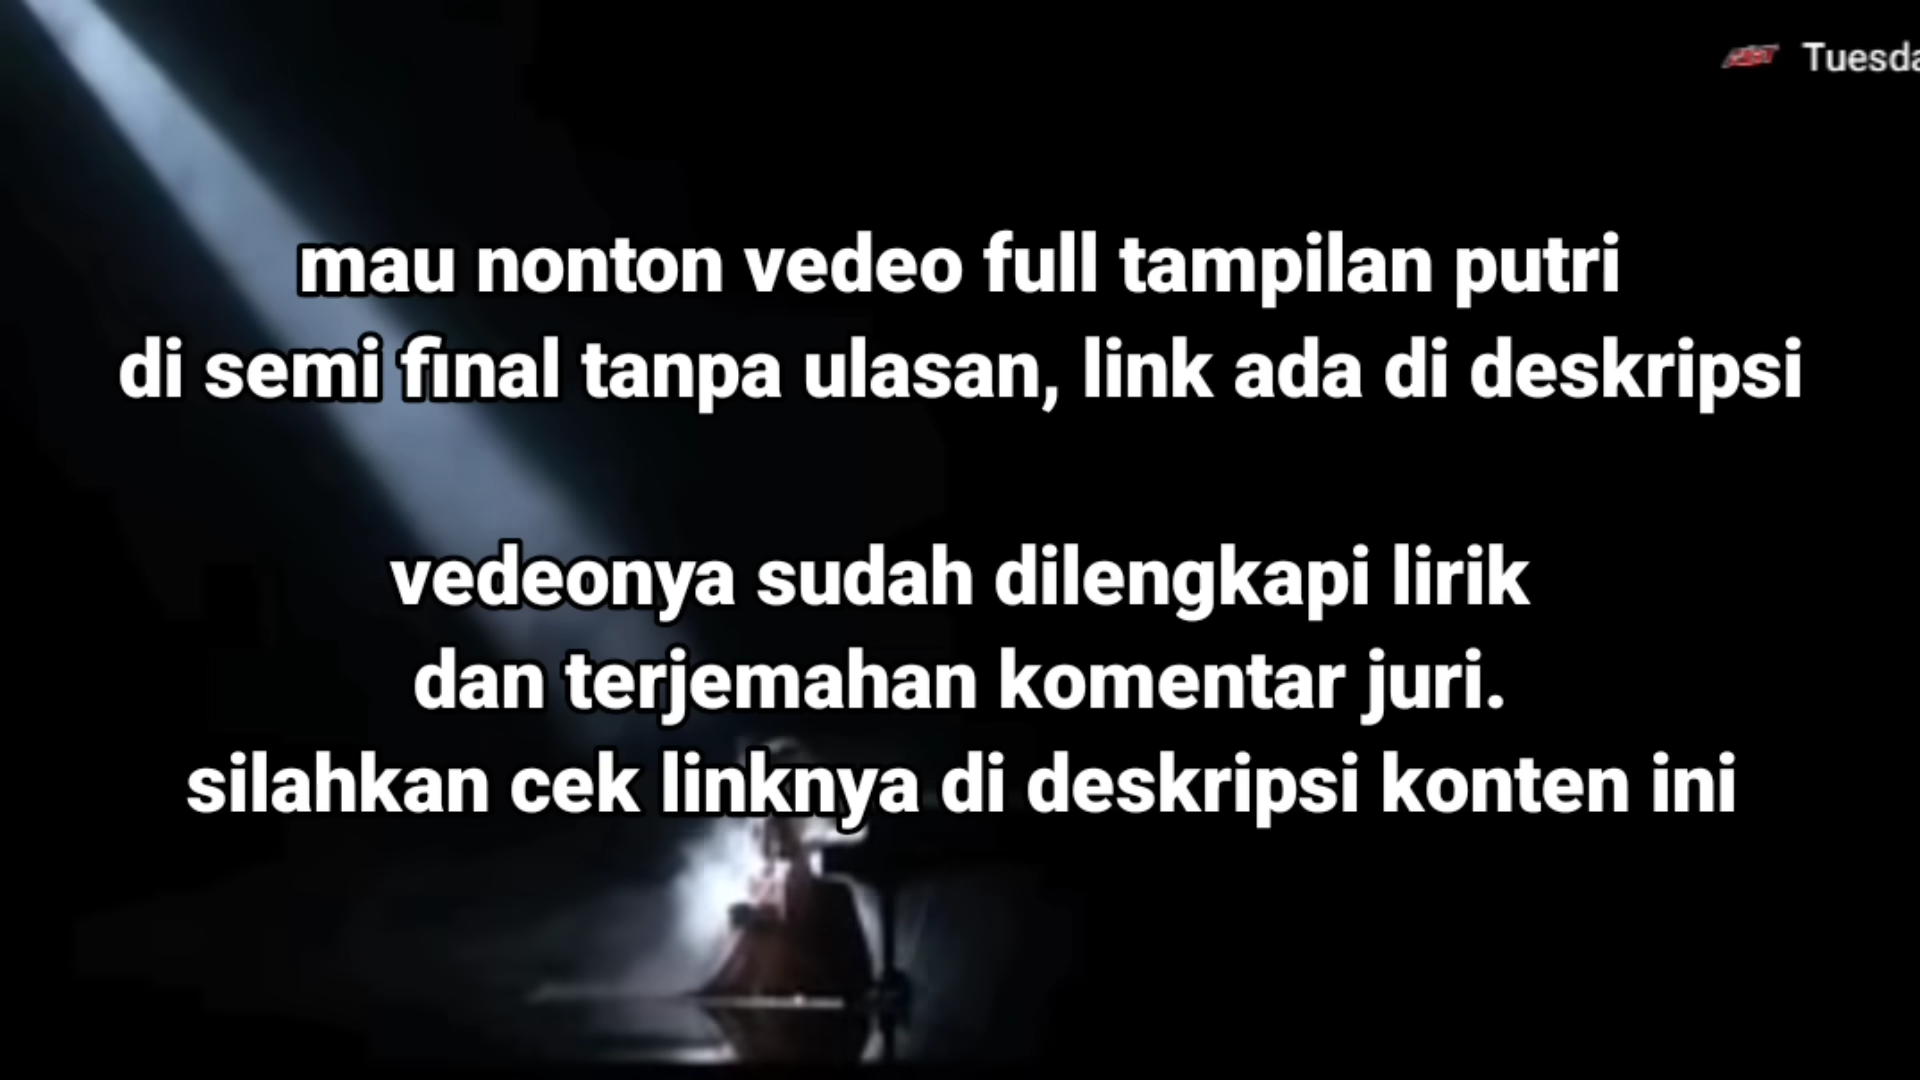 Tuesda
mau nonton vedeo full tampilan putri
di semi final tanpa ulasan, link ada di deskripsi
vedeonya sudah dilengkapi lirik
dan terjemahan komentar juri.
silahkan cek linknya di deskripsi konten ini